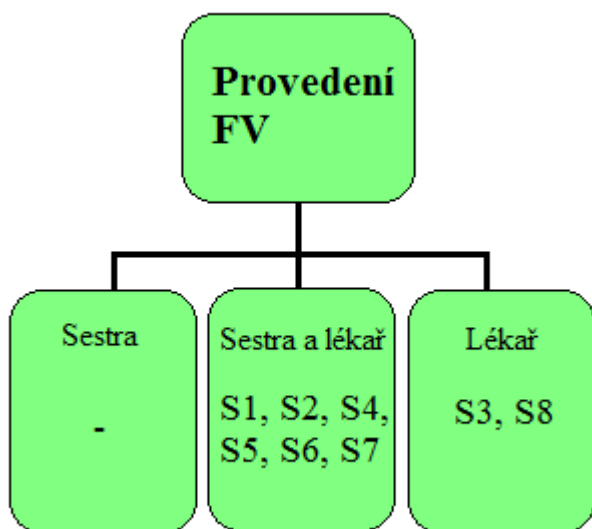 Provedení
FV
Sestra
-
Sestra a lékař
S1, S2, S4,
S5, S6, S7
Lékař
S3, S8